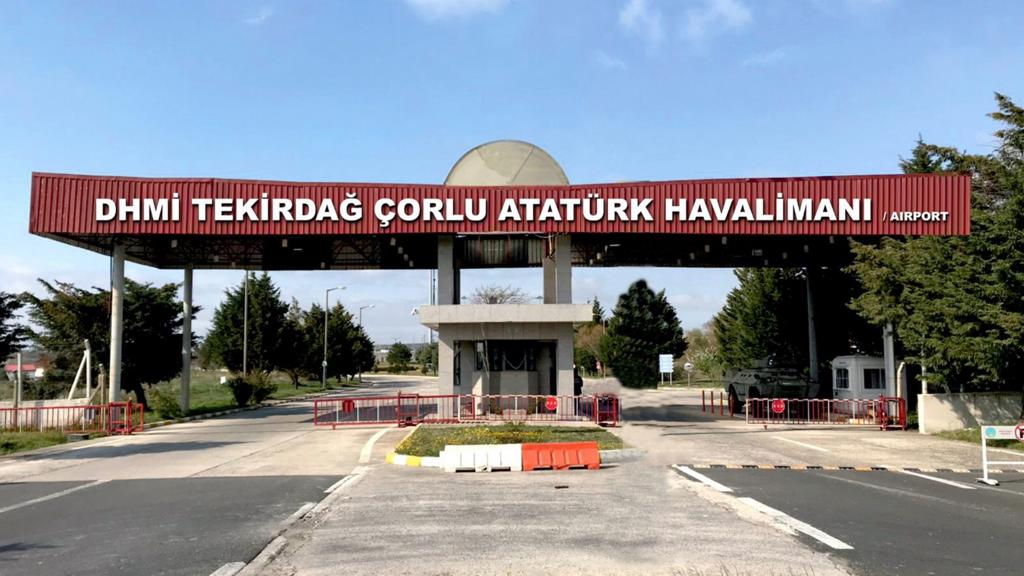 DHMİ TEKİRDAĞ ÇORLU ATATÜRK HAVALİMANI / AIRPORT